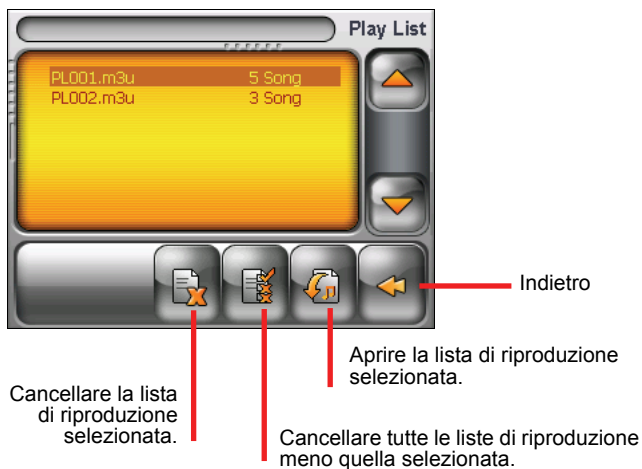 Play List
PL001.m3u 5 Song
PL002.m3u 3 Song
Indietro
Aprire la lista di riproduzione
selezionata.
Cancellare la lista
di riproduzione
selezionata.
Cancellare tutte le liste di riproduzione
meno quella selezionata.